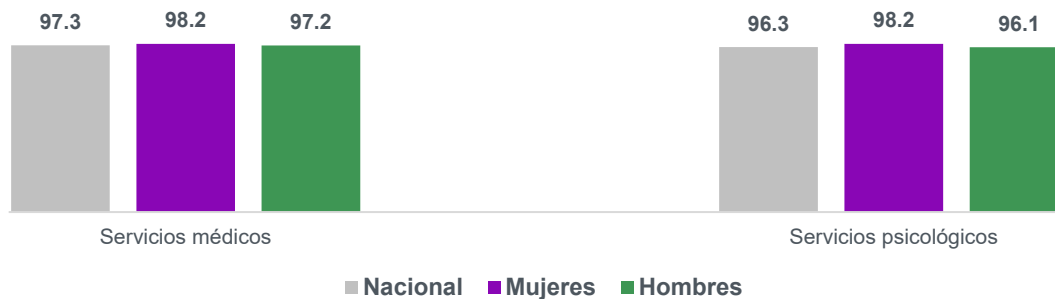 97.3 98.2 97.2 96.3 98.2 96.1
Servicios médicos Servicios psicológicos
Nacional Mujeres Hombres